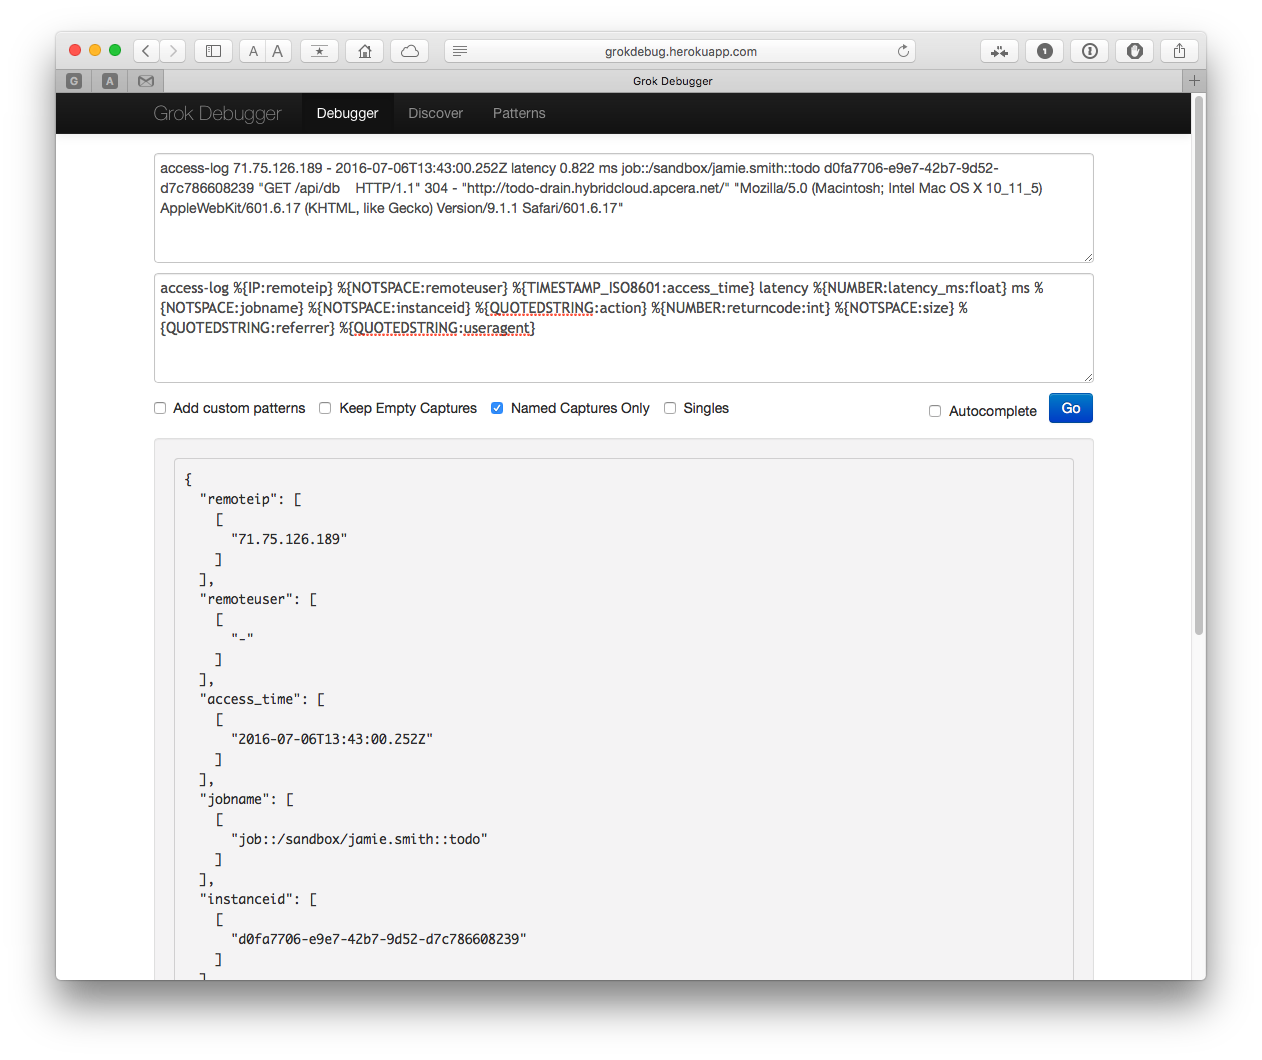 A A
grokdebug.herokuapp.com
G A
Grok Debugger
Grok Debugger Debugger Discover Patterns
access-log 71.75.126.189 - 2016-07-06T13:43:00.252Z latency 0.822 ms job::/sandbox/jamie.smith::todo d0fa7706-e9e7-42b7-9d52-
d7c786608239 "GET /api/db    HTTP/1.1" 304 - "http://todo-drain.hybridcloud.apcera.net/" "Mozilla/5.0 (Macintosh; Intel Mac OS X 10_11_5)
AppleWebKit/601.6.17 (KHTML, like Gecko) Version/9.1.1 Safari/601.6.17"
access-log %{IP:remoteip} %{NOTSPACE:remoteuser} %{TIMESTAMP_ISO8601:access_time} latency %{NUMBER:latency_ms:float} ms %
{NOTSPACE:jobname} %{NOTSPACE:instanceid} %{QUOTEDSTRING:action} %{NUMBER:returncode:int} %{NOTSPACE:size} %
{QUOTEDSTRING:referrer} %{QUOTEDSTRING:useragent}
Add custom patterns Keep Empty Captures Named Captures Only Singles Autocomplete Go
{
"remoteip": [
[
"71.75.126.189"
]
],
"remoteuser": [
[
"-"
]
],
"access_time": [
[
"2016-07-06T13:43:00.252Z"
]
],
"jobname": [
[
"job::/sandbox/jamie.smith::todo"
]
],
"instanceid": [
[
"d0fa7706-e9e7-42b7-9d52-d7c786608239"
]
],